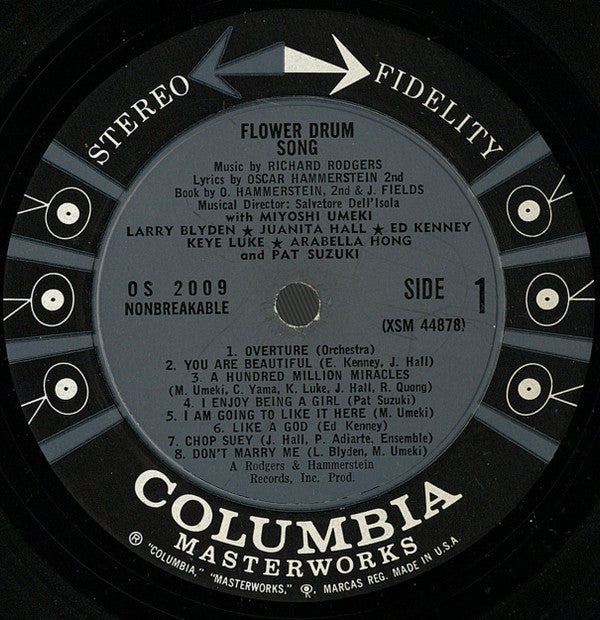 STEREO FIDELITY
FLOWER DRUM
SONG
Music by RICHARD RODGERS
Lyrics by OSCAR HAMMERSTEIN 2nd
Book by O. HAMMERSTEIN, 2nd & J. FIELDS
Musical Director: Salvatore Dell'Isola
with MIYOSHI UMEKI
LARRY BLYDEN ★ JUANITA HALL ★ ED KENNEY
KEYE LUKE ★ ARABELLA HONG
and PAT SUZUKI
OS 2009 SIDE 1
NONBREAKABLE
(XSM 44878)
1. OVERTURE (Orchestra)
2. YOU ARE BEAUTIFUL (E. Kenney, J. Hall)
3. A HUNDRED MILLION MIRACLES
(M. Umeki, C. Yama, K. Luke, J. Hall, R. Quong)
4. I ENJOY BEING A GIRL (Pat Suzuki)
5. I AM GOING TO LIKE IT HERE (M. Umeki)
6. LIKE A GOD (Ed Kenney)
7. CHOP SUEY (J. Hall, P. Adiarte, Ensemble)
8. DON'T MARRY ME (L. Blyden, M. Umeki)
A Rodgers & Hammerstein
Records, Inc. Prod.
COLUMBIA
MASTERWORKS
® "COLUMBIA," "MASTERWORKS," MARCAS REG. MADE IN U.S.A.